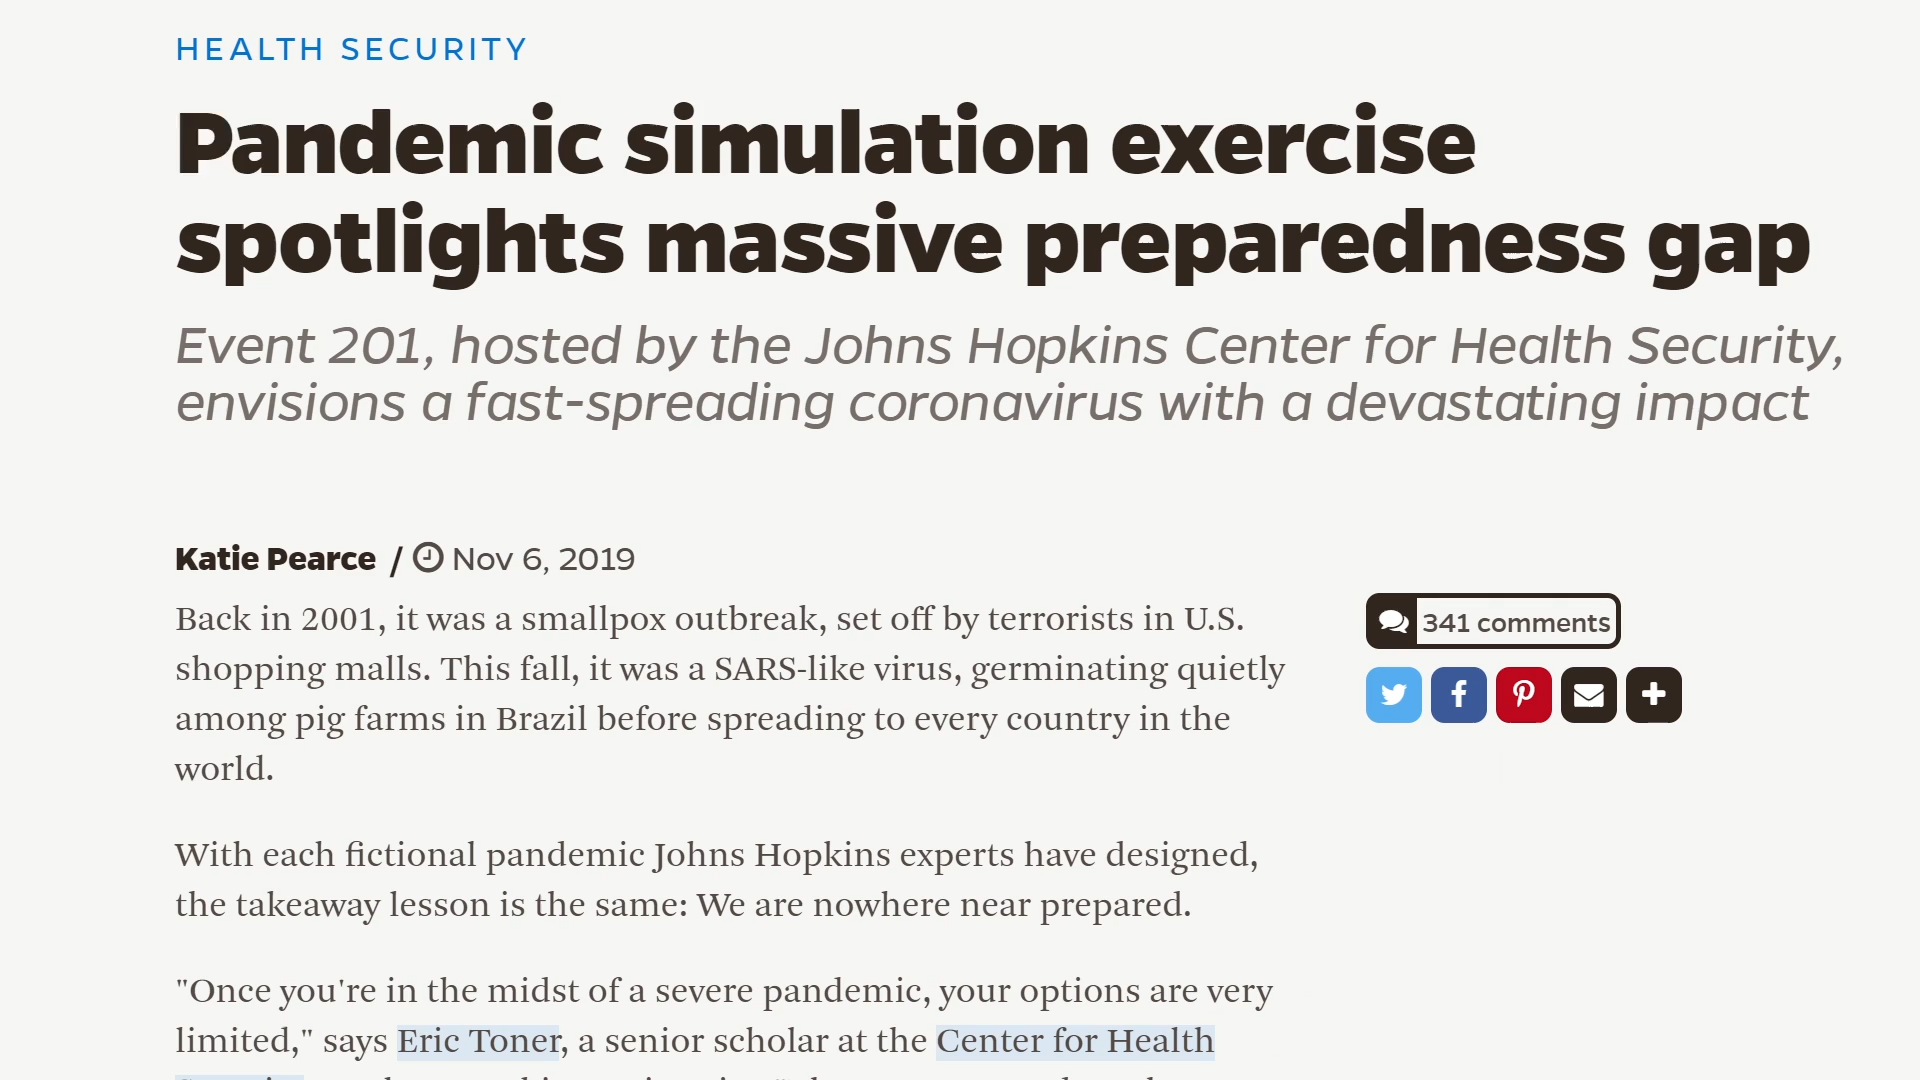 HEALTH SECURITY
Pandemic simulation exercise
spotlights massive preparedness gap
Event 201, hosted by the Johns Hopkins Center for Health Security,
envisions a fast-spreading coronavirus with a devastating impact
Katie Pearce / Nov 6, 2019
Back in 2001, it was a smallpox outbreak, set off by terrorists in U.S.
shopping malls. This fall, it was a SARS-like virus, germinating quietly
among pig farms in Brazil before spreading to every country in the
world.
341 comments
With each fictional pandemic Johns Hopkins experts have designed,
the takeaway lesson is the same: We are nowhere near prepared.
"Once you're in the midst of a severe pandemic, your options are very
limited," says Eric Toner, a senior scholar at the Center for Health